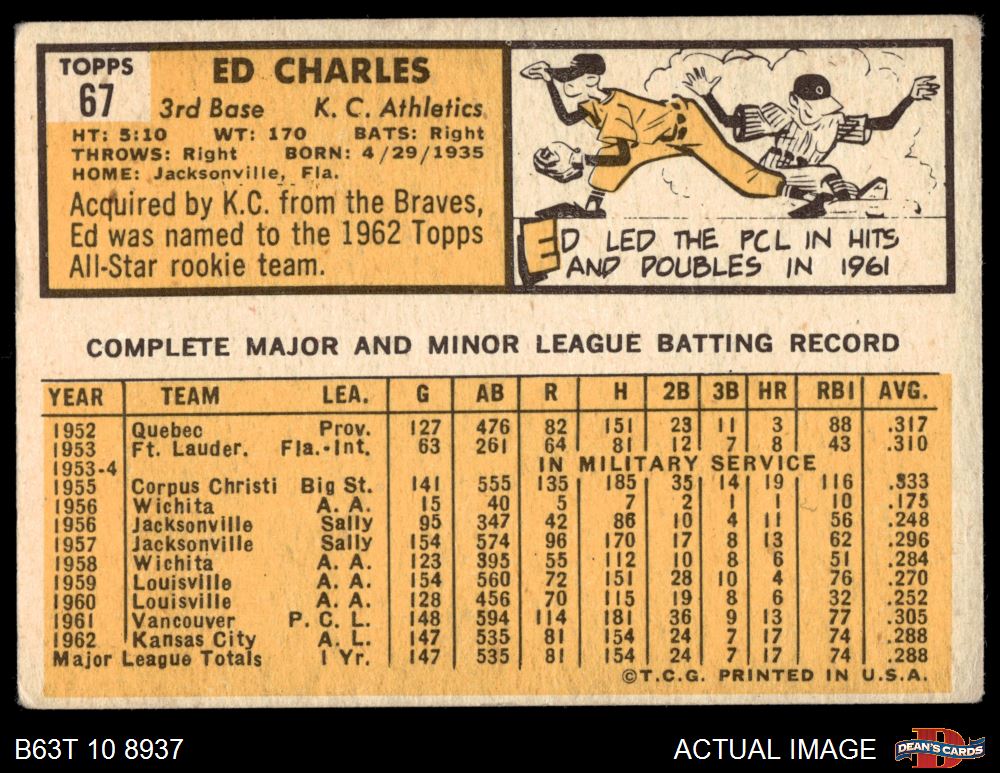 TOPPS
67
ED CHARLES
3rd Base K. C. Athletics
HT: 5:10 WT: 170 BATS: Right
THROWS: Right BORN: 4/29/1935
HOME: Jacksonville, Fla.
Acquired by K.C. from the Braves,
Ed was named to the 1962 Topps
All-Star rookie team.
ED LED THE PCL IN HITS
AND DOUBLES IN 1961
COMPLETE MAJOR AND MINOR LEAGUE BATTING RECORD
YEAR TEAM LEA. G AB R H 2B 3B HR RBI AVG.
1952 Quebec Prov. 127 476 82 151 23 11 3 88 .317
1953 Ft. Lauder. Fla.-Int. 63 261 64 81 12 7 8 43 .310
1953-4 IN MILITARY SERVICE
1955 Corpus Christi Big St. 141 555 135 185 35 14 19 116 .333
1956 Wichita A. A. 15 40 5 7 2 1 1 10 .175
1956 Jacksonville Sally 95 347 42 86 10 4 11 56 .248
1957 Jacksonville Sally 154 574 96 170 17 8 13 62 .296
1958 Wichita A. A. 123 395 55 112 10 8 6 51 .284
1959 Louisville A. A. 154 560 72 151 28 10 4 76 .270
1960 Louisville A. A. 128 456 70 115 19 8 6 32 .252
1961 Vancouver P. C. L. 148 594 114 181 36 9 13 77 .305
1962 Kansas City A. L. 147 535 81 154 24 7 17 74 .288
Major League Totals 1 Yr. 147 535 81 154 24 7 17 74 .288
©T.C.G. PRINTED IN U.S.A.
B63T 10 8937 ACTUAL IMAGE DEAN'S CARDS